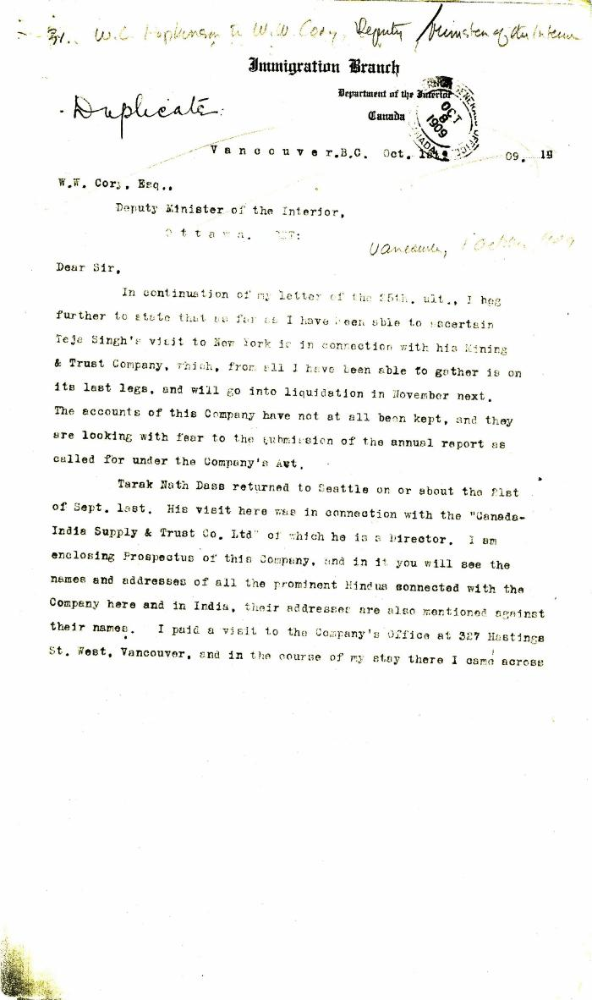 W.C. Hopkinson to W.W. Cory, Deputy Minister of the Interior
Immigration Branch
Department of the Interior
Canada
Duplicate.
OCT
8
1909
Vancouver.B.C. Oct. 1st. 09. 19
W.W. Cory, Esq.,
Deputy Minister of the Interior,
Ottawa. ONT:
Vancouver, 1 October 1909
Dear Sir,
In continuation of my letter of the 25th. ult., I beg
further to state that as far as I have been able to ascertain
Teja Singh's visit to New York is in connection with his Mining
& Trust Company, which, from all I have been able to gather is on
its last legs, and will go into liquidation in November next.
The accounts of this Company have not at all been kept, and they
are looking with fear to the submission of the annual report as
called for under the Company's Act.
Tarak Nath Dass returned to Seattle on or about the 21st
of Sept. last. His visit here was in connection with the "Canada-
India Supply & Trust Co. Ltd" of which he is a Director. I am
enclosing Prospectus of this Company, and in it you will see the
names and addresses of all the prominent Hindus connected with the
Company here and in India, their addresses are also mentioned against
their names. I paid a visit to the Company's Office at 327 Hastings
St. West, Vancouver, and in the course of my stay there I came across